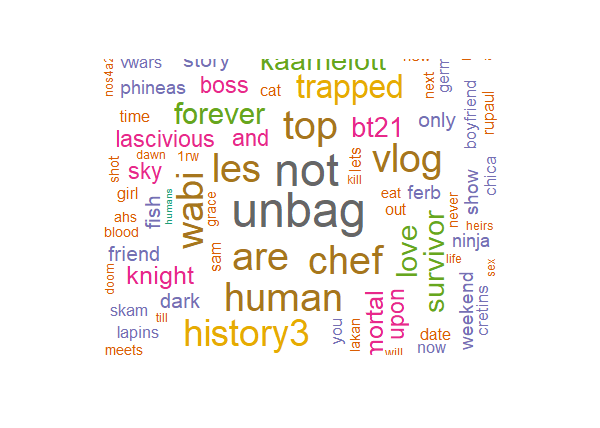 vwars story kaamelott
nos4a2 phineas boss cat trapped next germ boyfriend rupaul
time forever top bt21 only
lascivious and
shot dawn 1rw les not lets vlog chica
sky kill
girl wabi unbag eat ferb show
ahs fish humans grace out never
blood heirs
friend sam are chef love survivor ninja
doom knight life sex
skam dark human mortal upon weekend cretins
till
lapins history3 you lakan date
meets will now